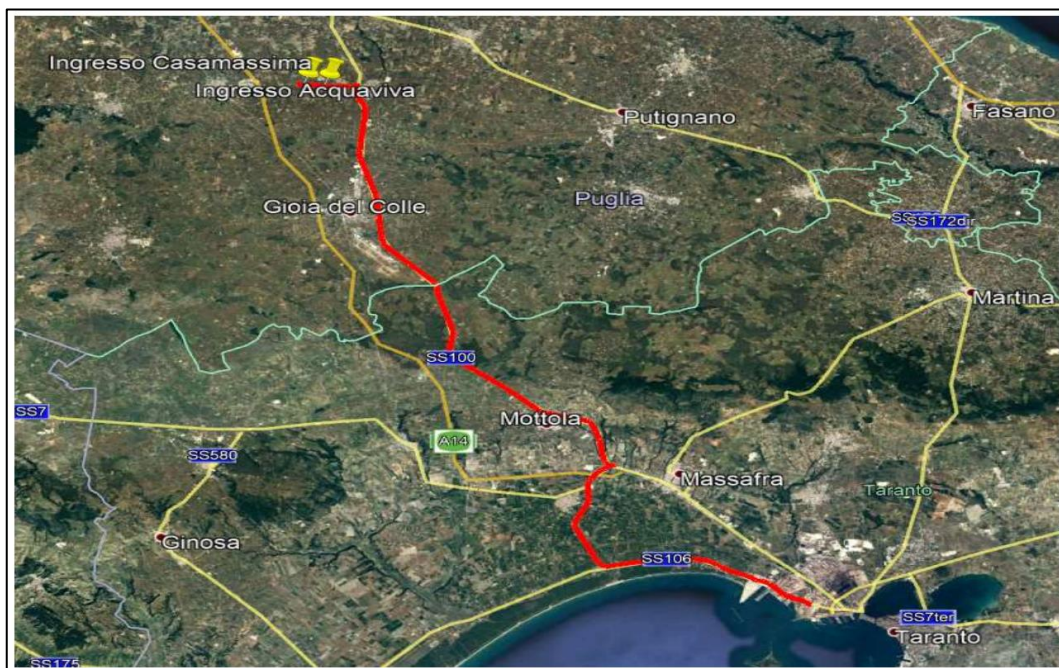 Ingresso Casamassima
Ingresso Acquaviva
Fasano
Putignano
Puglia
Gioia del Colle
SS172dir
Martina
SS100
Mottola
SS7
A14
SS580
Massafra
Taranto
Ginosa
SS106
SS7ter
Taranto
SS175